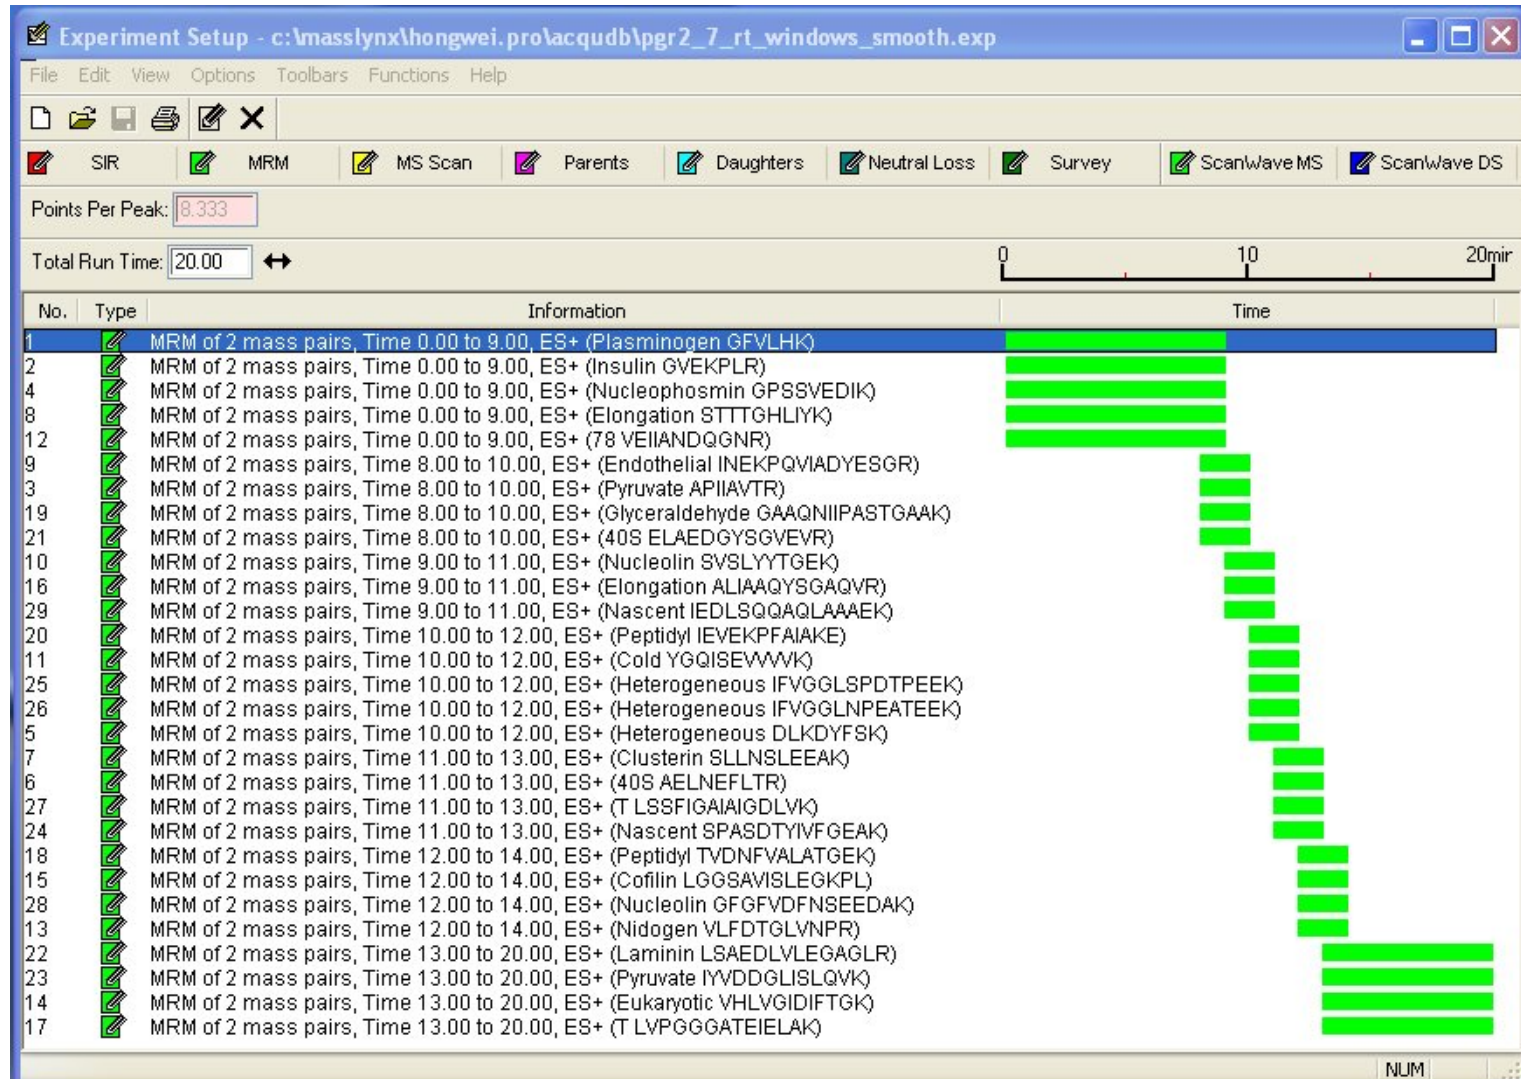 Experiment Setup - c:\masslynx\hongwei.pro\acqudb\pgr2_7_rt_windows_smooth.exp
File Edit View Options Toolbars Functions Help
SIR MRM MS Scan Parents Daughters Neutral Loss Survey ScanWave MS ScanWave DS
Points Per Peak: 8.333
Total Run Time: 20.00 0 10 20min
No. Type Information Time
1 MRM of 2 mass pairs, Time 0.00 to 9.00, ES+ (Plasminogen GFVLHK)
2 MRM of 2 mass pairs, Time 0.00 to 9.00, ES+ (Insulin GVEKPLR)
4 MRM of 2 mass pairs, Time 0.00 to 9.00, ES+ (Nucleophosmin GPSSVEDIK)
8 MRM of 2 mass pairs, Time 0.00 to 9.00, ES+ (Elongation STTTGHLIYK)
12 MRM of 2 mass pairs, Time 0.00 to 9.00, ES+ (78 VEIIANDQGNR)
9 MRM of 2 mass pairs, Time 8.00 to 10.00, ES+ (Endothelial INEKPQVIADYESGR)
3 MRM of 2 mass pairs, Time 8.00 to 10.00, ES+ (Pyruvate APIIAVTR)
19 MRM of 2 mass pairs, Time 8.00 to 10.00, ES+ (Glyceraldehyde GAAQNIIPASTGAAK)
21 MRM of 2 mass pairs, Time 8.00 to 10.00, ES+ (40S ELAEDGYSGVEVR)
10 MRM of 2 mass pairs, Time 9.00 to 11.00, ES+ (Nucleolin SVSLYYTGEK)
16 MRM of 2 mass pairs, Time 9.00 to 11.00, ES+ (Elongation ALIAAQYSGAQVR)
29 MRM of 2 mass pairs, Time 9.00 to 11.00, ES+ (Nascent IEDLSQQAQLAAAEK)
20 MRM of 2 mass pairs, Time 10.00 to 12.00, ES+ (Peptidyl IEVEKPFAIAKE)
11 MRM of 2 mass pairs, Time 10.00 to 12.00, ES+ (Cold
25 MRM of 2 mass pairs, Time 10.00 to 12.00, ES+ (Heterogeneous IFVGGLSPDTPEEK)
26 MRM of 2 mass pairs, Time 10.00 to 12.00, ES+ (Heterogeneous IFVGGLNPEATEEK)
5 MRM of 2 mass pairs, Time 10.00 to 12.00, ES+ (Heterogeneous DLKDYFSK)
7 MRM of 2 mass pairs, Time 11.00 to 13.00, ES+ (Clusterin SLLNSLEEAK)
6 MRM of 2 mass pairs, Time 11.00 to 13.00, ES+ (40S AELNEFLTR)
27 MRM of 2 mass pairs, Time 11.00 to 13.00, ES+ (T LSSFIGAIAIGDLVK)
24 MRM of 2 mass pairs, Time 11.00 to 13.00, ES+ (Nascent SPASDTYIVFGEAK)
18 MRM of 2 mass pairs, Time 12.00 to 14.00, ES+ (Peptidyl TVDNFVALATGEK)
15 MRM of 2 mass pairs, Time 12.00 to 14.00, ES+ (Cofilin LGGSAVISLEGKPL)
28 MRM of 2 mass pairs, Time 12.00 to 14.00, ES+ (Nucleolin GFGFVDFNSEEDAK)
13 MRM of 2 mass pairs, Time 12.00 to 14.00, ES+ (Nidogen VLFDTGLVNPR)
22 MRM of 2 mass pairs, Time 13.00 to 20.00, ES+ (Laminin LSAEDLVLEGAGLR)
23 MRM of 2 mass pairs, Time 13.00 to 20.00, ES+ (Pyruvate IYVDDGLISLQVK)
14 MRM of 2 mass pairs, Time 13.00 to 20.00, ES+ (Eukaryotic VHLVGIDIFTGK)
17 MRM of 2 mass pairs, Time 13.00 to 20.00, ES+ (T LVPGGGATEIELAK)
NUM